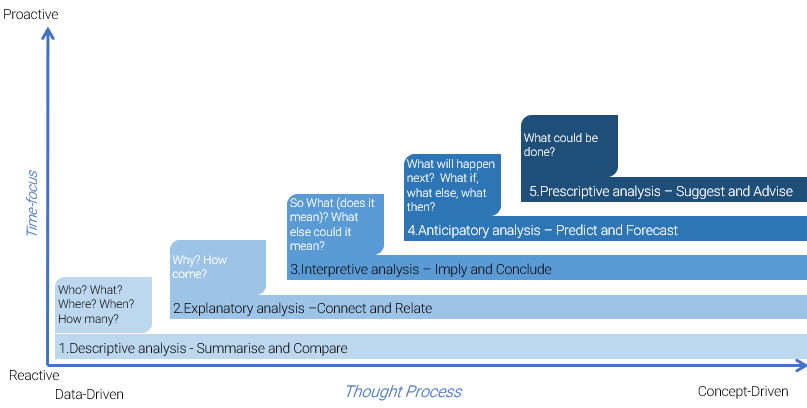 Proactive
What could be
done?
What will happen
next?  What if,
what else, what
then?
5.Prescriptive analysis – Suggest and Advise
So What (does it
mean)? What
else could it
mean?
4.Anticipatory analysis – Predict and Forecast
Why? How
come?
3.Interpretive analysis – Imply and Conclude
Who? What?
Where? When?
How many?
2.Explanatory analysis –Connect and Relate
1.Descriptive analysis - Summarise and Compare
Time-focus
Reactive
Data-Driven
Thought Process
Concept-Driven